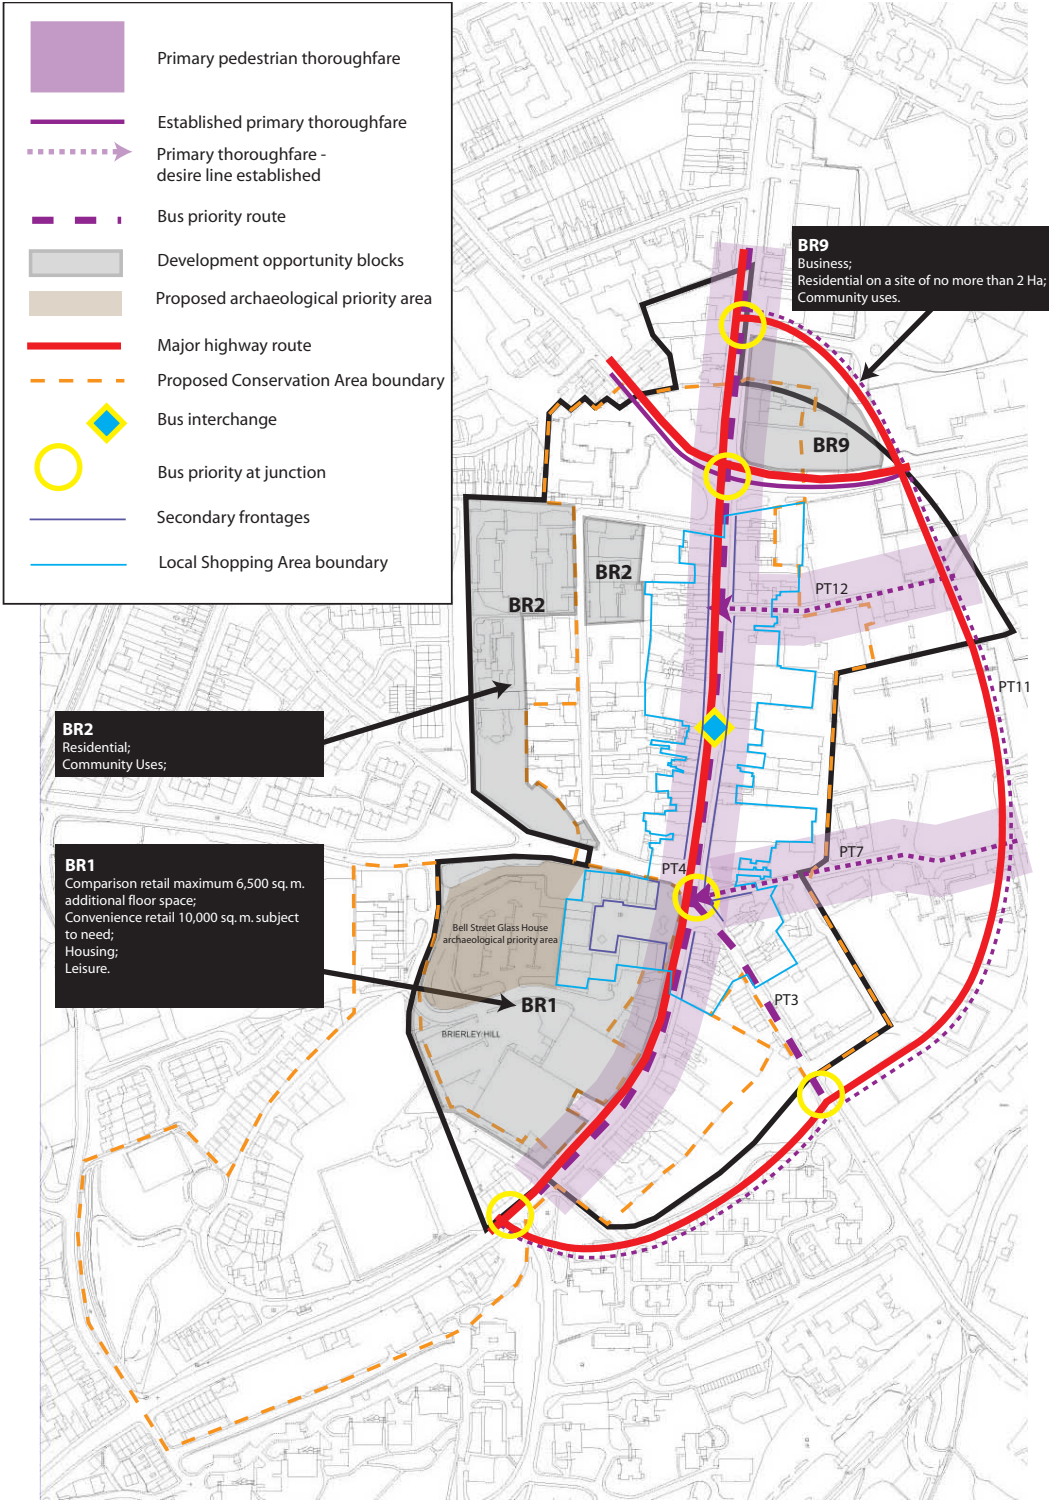 Primary pedestrian thoroughfare
Established primary thoroughfare
Primary thoroughfare -
desire line established
Bus priority route
Development opportunity blocks
Proposed archaeological priority area
Major highway route
Proposed Conservation Area boundary
Bus interchange
Bus priority at junction
Secondary frontages
Local Shopping Area boundary
BR9
Business;
Residential on a site of no more than 2 Ha;
Community uses.
BR9
BR2
BR2
PT12
PT11
BR2
Residential;
Community Uses;
BR1
Comparison retail maximum 6,500 sq. m.
additional floor space;
Convenience retail 10,000 sq. m. subject
to need;
Housing;
Leisure.
PT4
PT7
Bell Street Glass House
archaeological priority area
BR1
PT3
BRIERLEY HILL